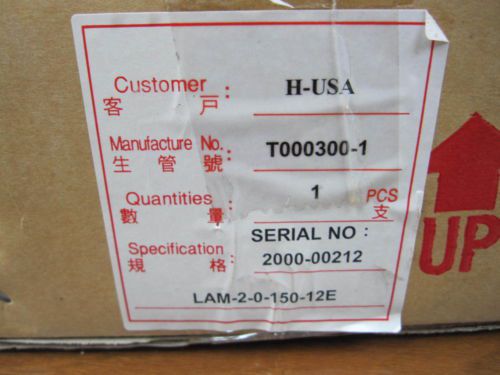 Customer : H-USA
客 戶
Manufacture No. : T000300-1
生 管 號
Quantities : 1 PCS
數 量 支
SERIAL NO :
Specification : 2000-00212
規 格
LAM-2-0-150-12E
UP